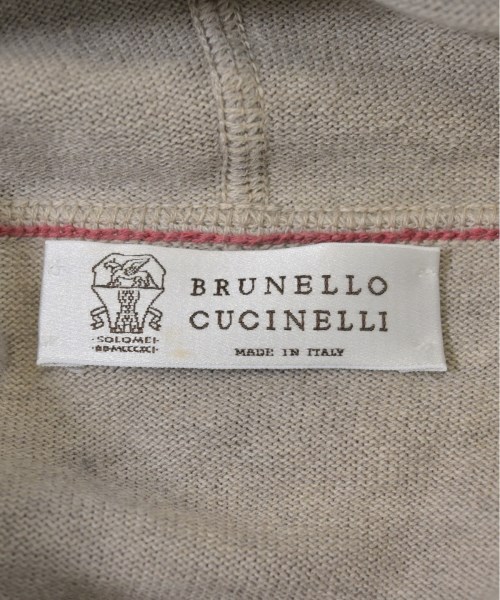 BRUNELLO
CUCINELLI
MADE IN ITALY
·SOLOMEI·